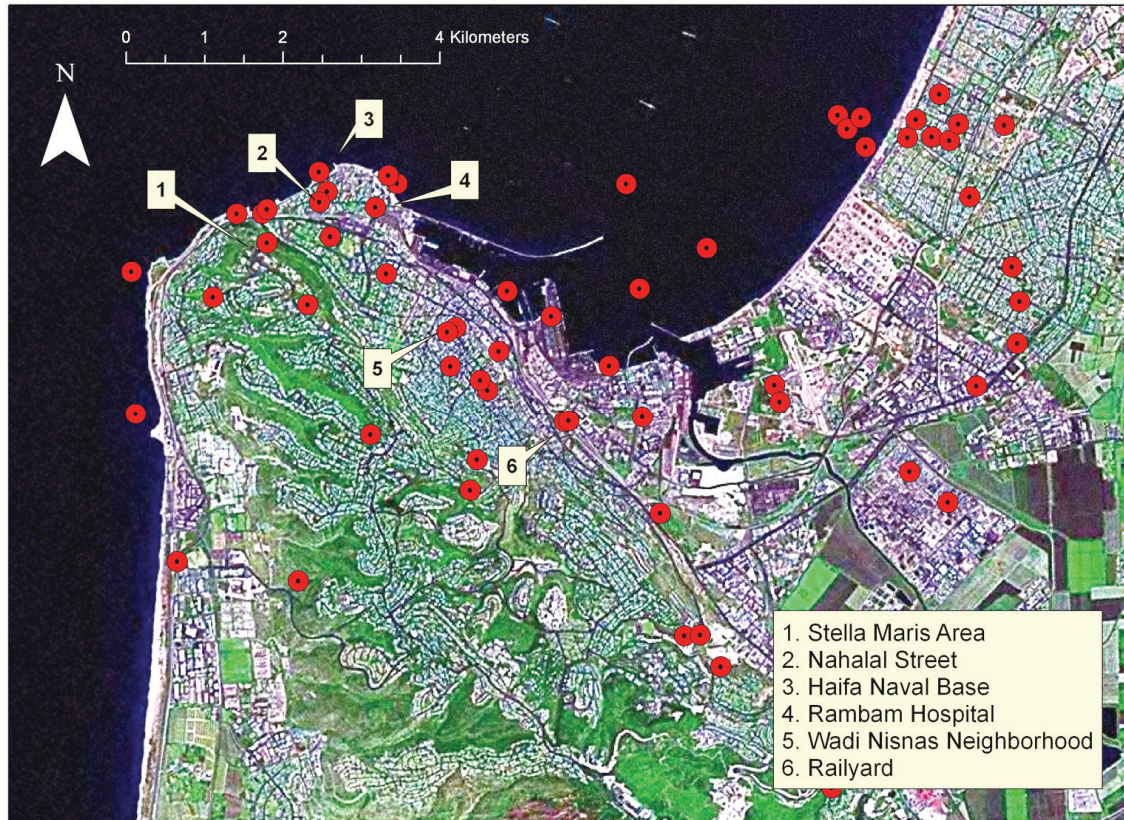 0 1 2 4 Kilometers
N
3
2
4
1
5
6
1. Stella Maris Area
2. Nahalal Street
3. Haifa Naval Base
4. Rambam Hospital
5. Wadi Nisnas Neighborhood
6. Railyard